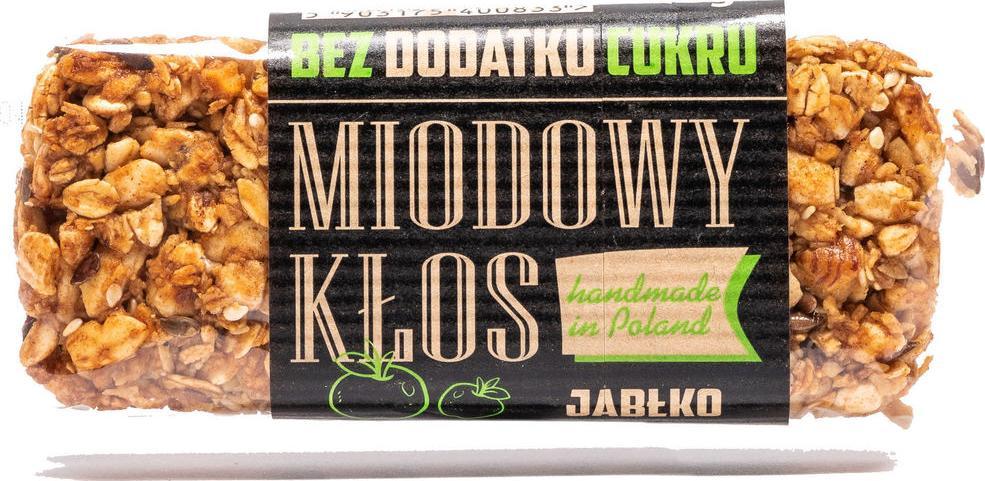 BEZ DODATKU CUKRU
MIODOWY
KŁOS
handmade
in Poland
JABŁKO